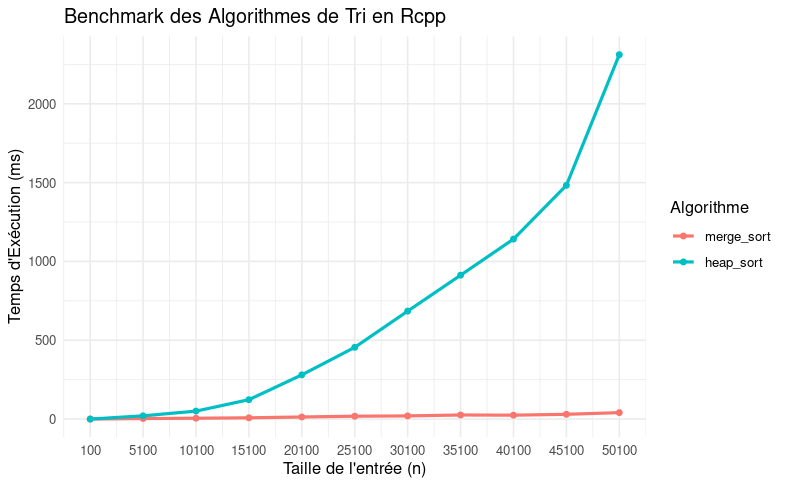 Benchmark des Algorithmes de Tri en Rcpp
Temps d'Exécution (ms)
2000
1500
1000
500
0
100 5100 10100 15100 20100 25100 30100 35100 40100 45100 50100
Taille de l'entrée (n)
Algorithme
merge_sort
heap_sort